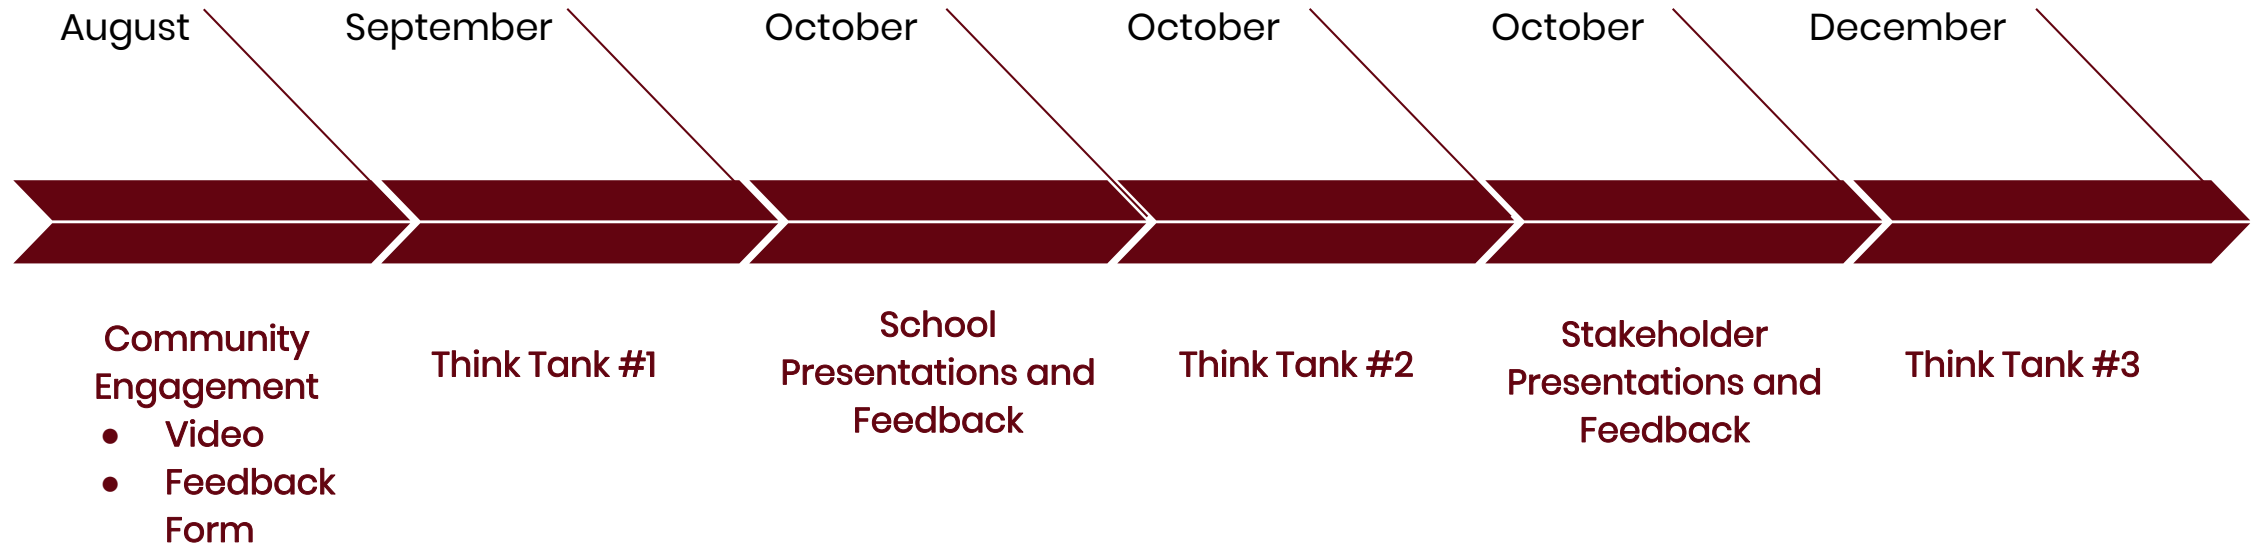 August
September
October
October
October
December
Community
Engagement
● Video
● Feedback
Form
Think Tank #1
School
Presentations and
Feedback
Think Tank #2
Stakeholder
Presentations and
Feedback
Think Tank #3